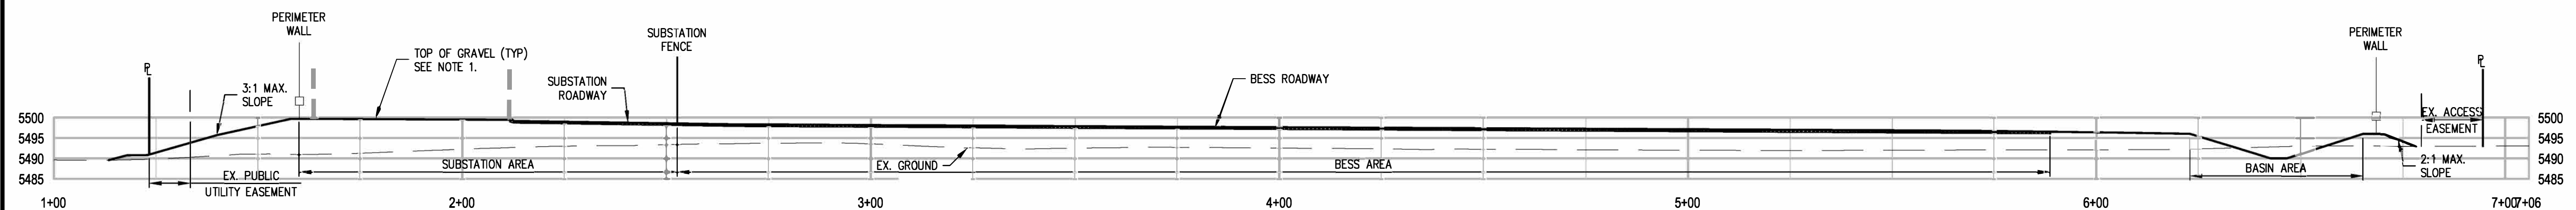 PERIMETER
WALL
PL
3:1 MAX.
SLOPE
TOP OF GRAVEL (TYP)
SEE NOTE 1.
SUBSTATION
ROADWAY
SUBSTATION
FENCE
BESS ROADWAY
PERIMETER
WALL
PL
EX. ACCESS
EASEMENT
5500
5495
5490
5485
5500
5495
5490
5485
EX. PUBLIC
UTILITY EASEMENT
SUBSTATION AREA
EX. GROUND
BESS AREA
BASIN AREA
2:1 MAX.
SLOPE
1+00
2+00
3+00
4+00
5+00
6+00
7+00
7+06